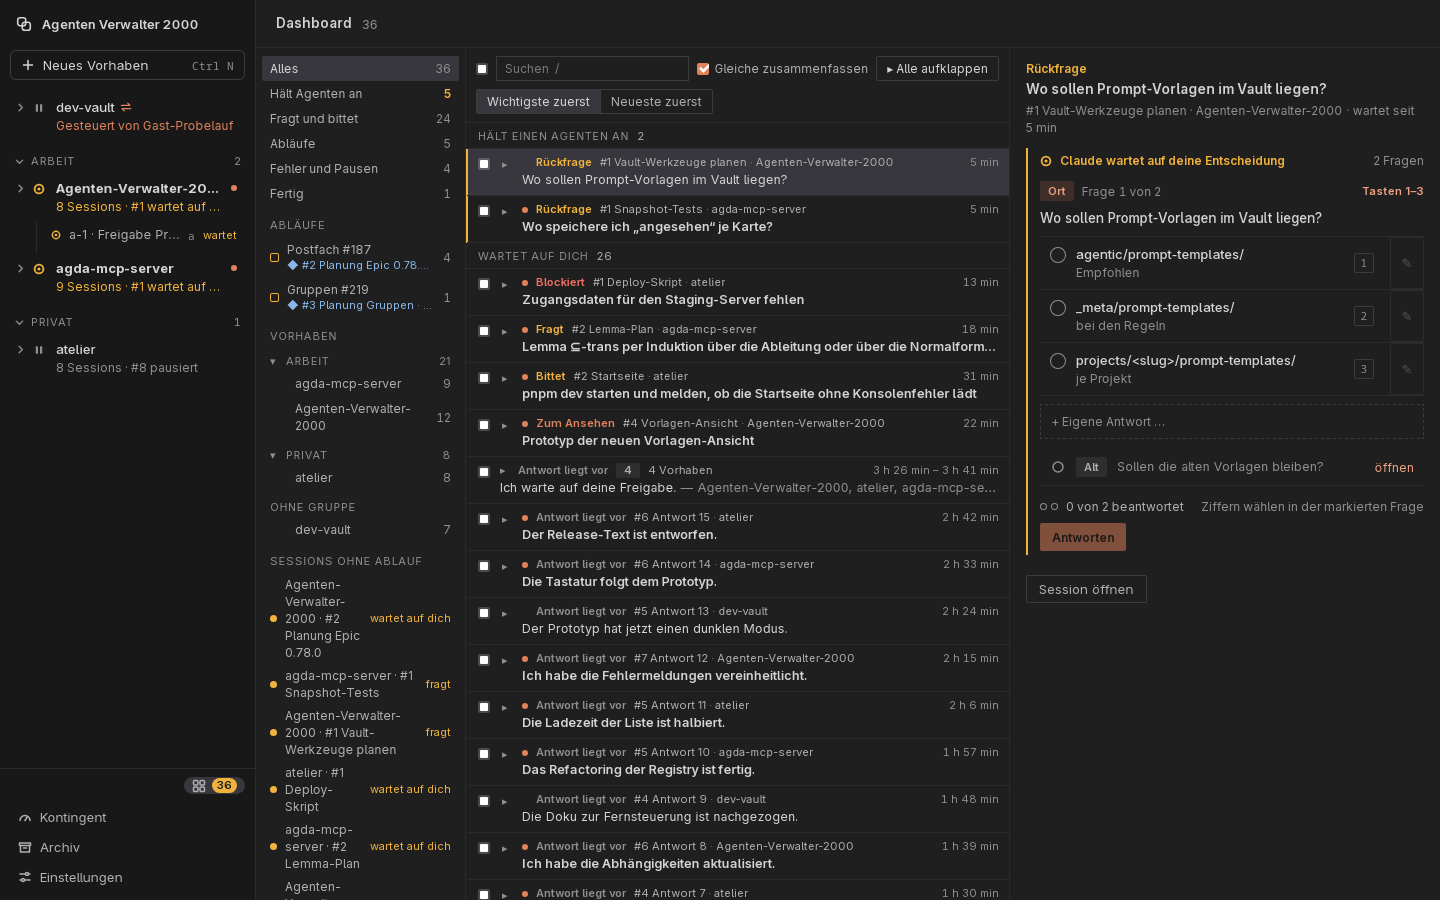 Agenten Verwalter 2000
Neues Vorhaben Ctrl N
dev-vault
Gesteuert von Gast-Probelauf
ARBEIT 2
Agenten-Verwalter-20…
8 Sessions · #1 wartet auf …
a-1 · Freigabe Pr… a wartet
agda-mcp-server
9 Sessions · #1 wartet auf …
PRIVAT 1
atelier
8 Sessions · #8 pausiert
36
Kontingent
Archiv
Einstellungen
Dashboard 36
Alles 36
Hält Agenten an 5
Fragt und bittet 24
Abläufe 5
Fehler und Pausen 4
Fertig 1
ABLÄUFE
Postfach #187 4
#2 Planung Epic 0.78.…
Gruppen #219 1
#3 Planung Gruppen · …
VORHABEN
ARBEIT 21
agda-mcp-server 9
Agenten-Verwalter-
2000 12
PRIVAT 8
atelier 8
OHNE GRUPPE
dev-vault 7
SESSIONS OHNE ABLAUF
Agenten-
Verwalter-
2000 · #2 wartet auf dich
Planung Epic
0.78.0
agda-mcp-server · #1 fragt
Snapshot-Tests
Agenten-Verwalter-
2000 · #1 Vault- fragt
Werkzeuge planen
atelier · #1
Deploy- wartet auf dich
Skript
agda-mcp-
server · #2 wartet auf dich
Lemma-Plan
Agenten-
Suchen / Gleiche zusammenfassen ▸ Alle aufklappen
Wichtigste zuerst Neueste zuerst
HÄLT EINEN AGENTEN AN 2
Rückfrage #1 Vault-Werkzeuge planen · Agenten-Verwalter-2000 5 min
Wo sollen Prompt-Vorlagen im Vault liegen?
Rückfrage #1 Snapshot-Tests · agda-mcp-server 5 min
Wo speichere ich „angesehen“ je Karte?
WARTET AUF DICH 26
Blockiert #1 Deploy-Skript · atelier 13 min
Zugangsdaten für den Staging-Server fehlen
Fragt #2 Lemma-Plan · agda-mcp-server 18 min
Lemma ⊆-trans per Induktion über die Ableitung oder über die Normalform…
Bittet #2 Startseite · atelier 31 min
pnpm dev starten und melden, ob die Startseite ohne Konsolenfehler lädt
Zum Ansehen #4 Vorlagen-Ansicht · Agenten-Verwalter-2000 22 min
Prototyp der neuen Vorlagen-Ansicht
Antwort liegt vor 4 4 Vorhaben 3 h 26 min – 3 h 41 min
Ich warte auf deine Freigabe. — Agenten-Verwalter-2000, atelier, agda-mcp-se…
Antwort liegt vor #6 Antwort 15 · atelier 2 h 42 min
Der Release-Text ist entworfen.
Antwort liegt vor #6 Antwort 14 · agda-mcp-server 2 h 33 min
Die Tastatur folgt dem Prototyp.
Antwort liegt vor #5 Antwort 13 · dev-vault 2 h 24 min
Der Prototyp hat jetzt einen dunklen Modus.
Antwort liegt vor #7 Antwort 12 · Agenten-Verwalter-2000 2 h 15 min
Ich habe die Fehlermeldungen vereinheitlicht.
Antwort liegt vor #5 Antwort 11 · atelier 2 h 6 min
Die Ladezeit der Liste ist halbiert.
Antwort liegt vor #5 Antwort 10 · agda-mcp-server 1 h 57 min
Das Refactoring der Registry ist fertig.
Antwort liegt vor #4 Antwort 9 · dev-vault 1 h 48 min
Die Doku zur Fernsteuerung ist nachgezogen.
Antwort liegt vor #6 Antwort 8 · Agenten-Verwalter-2000 1 h 39 min
Ich habe die Abhängigkeiten aktualisiert.
Antwort liegt vor #4 Antwort 7 · atelier 1 h 30 min
Rückfrage
Wo sollen Prompt-Vorlagen im Vault liegen?
#1 Vault-Werkzeuge planen · Agenten-Verwalter-2000 · wartet seit
5 min
Claude wartet auf deine Entscheidung 2 Fragen
Ort Frage 1 von 2 Tasten 1–3
Wo sollen Prompt-Vorlagen im Vault liegen?
agentic/prompt-templates/ 1
Empfohlen
_meta/prompt-templates/ 2
bei den Regeln
projects/<slug>/prompt-templates/ 3
je Projekt
+ Eigene Antwort …
Alt Sollen die alten Vorlagen bleiben? öffnen
0 von 2 beantwortet Ziffern wählen in der markierten Frage
Antworten
Session öffnen